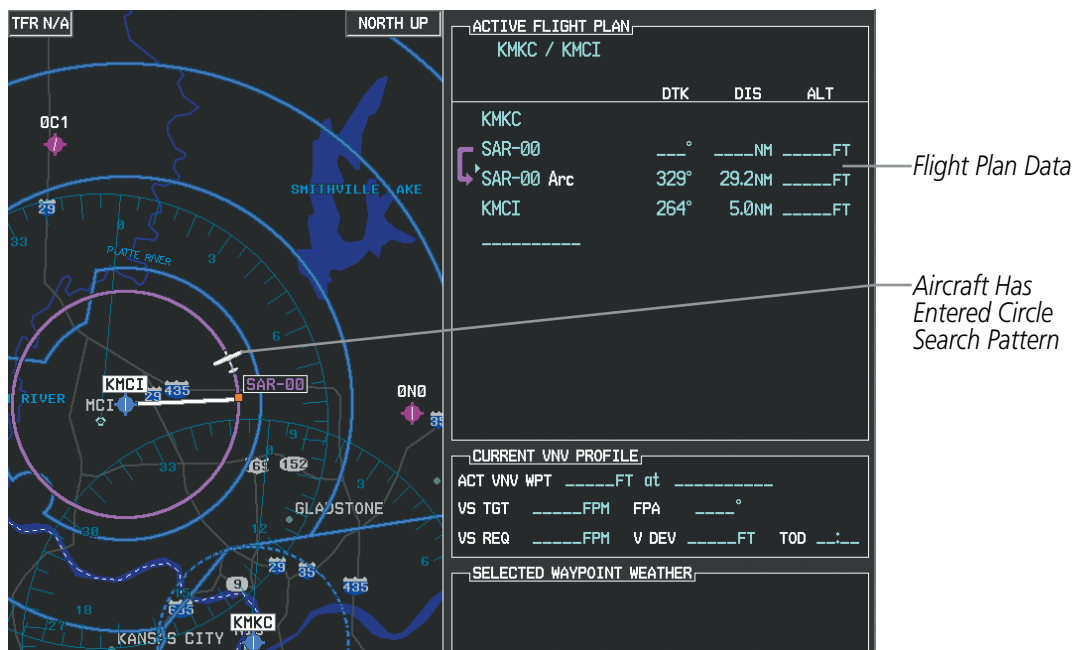 TFR N/A
NORTH UP
0C1
29
33
0
PLATTE RIVER
3
SMITHVILLE LAKE
6
KMCI
29
435
SAR-00
RIVER
MCI
0N0
35
9
33
0
169
152
3
GLADSTONE
30
12
29
35
6
435
9
15
635
18
27
KMKC
KANSAS CITY
ACTIVE FLIGHT PLAN
KMKC / KMCI
DTK DIS ALT
KMKC
SAR-00 ___° ____NM _____FT
SAR-00 Arc 329° 29.2NM _____FT
KMCI 264° 5.0NM _____FT
__________
CURRENT VNV PROFILE
ACT VNV WPT _____FT at __________
VS TGT _____FPM FPA ____°
VS REQ _____FPM V DEV _____FT TOD __:__
SELECTED WAYPOINT WEATHER
Flight Plan Data
Aircraft Has
Entered Circle
Search Pattern